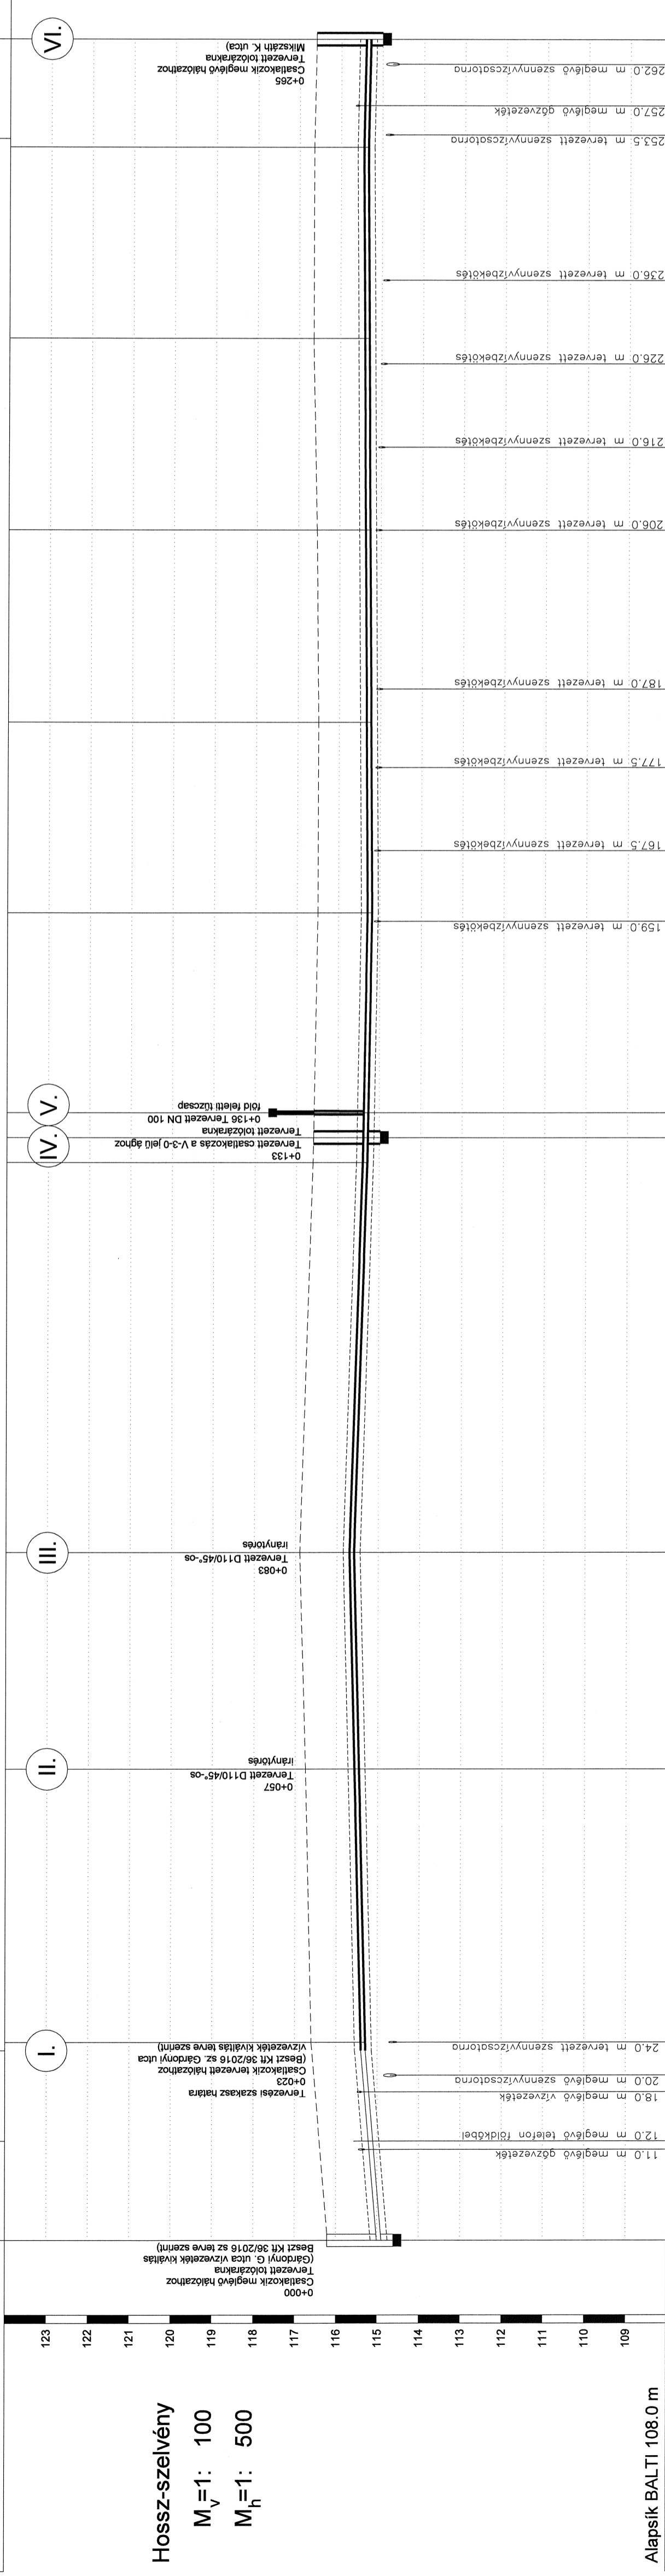 Hossz-szelvény
Mv=1: 100
Mh=1: 500
Alapsík BALTI 108.0 m
123
122
121
120
119
118
117
116
115
114
113
112
111
110
109
0+000
Csatlakozik meglévő hálózathoz
Tervezett tolózárakna
(Gárdonyi G. utca vízvezeték kiváltás
Beszt Kft 36/2016 sz terve szerint)
11.0 m meglévő gőzvezeték
12.0 m meglévő telefon földkábel
18.0 m meglévő vízvezeték
20.0 m meglévő szennyvízcsatorna
24.0 m tervezett szennyvízcsatorna
I.
Tervezési szakasz határa
0+023
Csatlakozik tervezett hálózathoz
(Beszt Kft 36/2016 sz. Gárdonyi utca
vízvezeték kiváltás terve szerint)
II.
0+057
Tervezett D110/45°-os
iránytörés
III.
0+083
Tervezett D110/45°-os
iránytörés
IV.
0+133
Tervezett csatlakozás a V-3-0 jelű ághoz
Tervezett tolózárakna
V.
0+136 Tervezett DN 100
föld feletti tűzcsap
159.0 m tervezett szennyvízbekötés
167.5 m tervezett szennyvízbekötés
177.5 m tervezett szennyvízbekötés
187.0 m tervezett szennyvízbekötés
206.0 m tervezett szennyvízbekötés
216.0 m tervezett szennyvízbekötés
226.0 m tervezett szennyvízbekötés
236.0 m tervezett szennyvízbekötés
253.5 m tervezett szennyvízcsatorna
257.0 m meglévő gőzvezeték
262.0 m meglévő szennyvízcsatorna
VI.
0+265
Csatlakozik meglévő hálózathoz
Tervezett tolózárakna
Mikszáth K. utca)